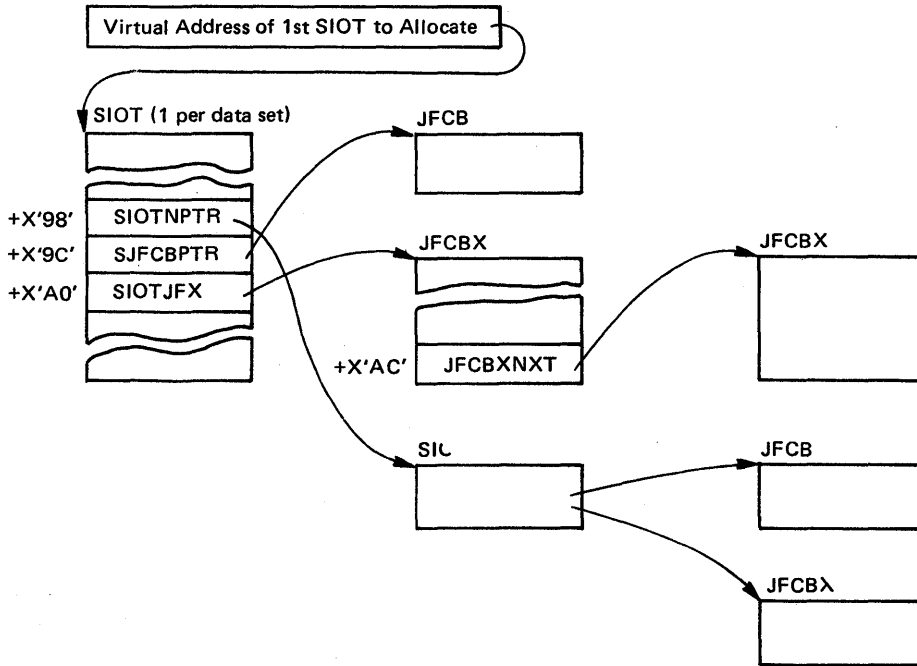 Virtual Address of 1st SIOT to Allocate
SIOT (1 per data set)
JFCB
+X'98' SIOTNPTR
+X'9C' SJFCBPTR
+X'A0' SIOTJFX
JFCBX
JFCBX
+X'AC' JFCBXNXT
JFCB